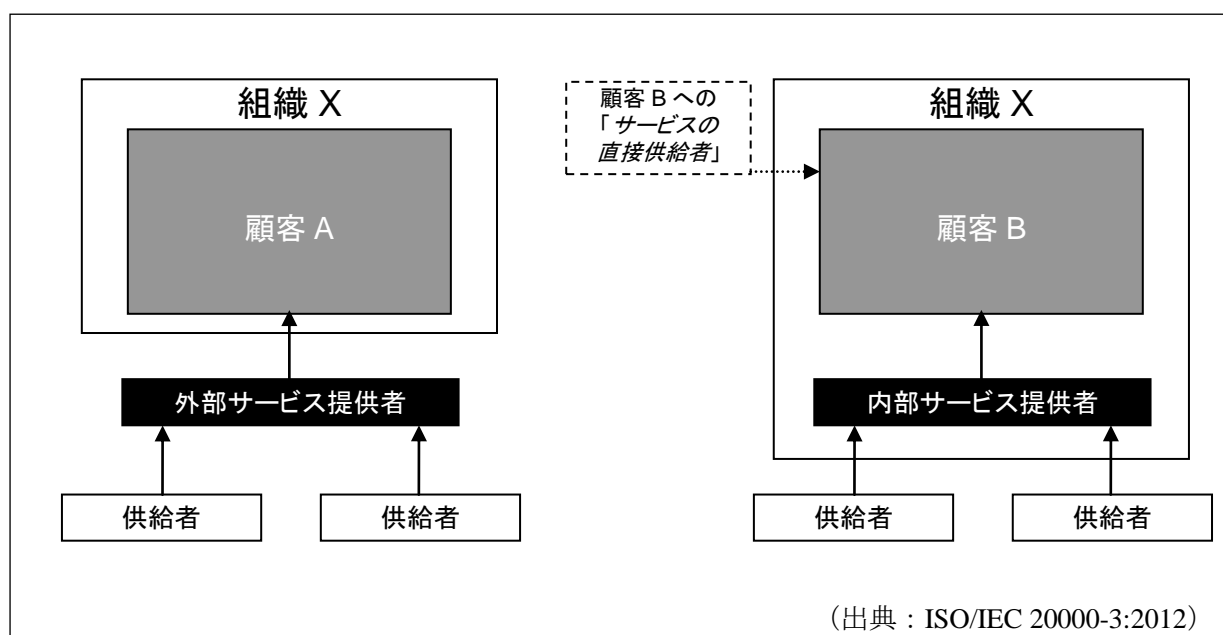 組織 X
顧客 A
外部サービス提供者
供給者
供給者
顧客 B への
「サービスの
直接供給者」
組織 X
顧客 B
内部サービス提供者
供給者
供給者
（出典：ISO/IEC 20000-3:2012）